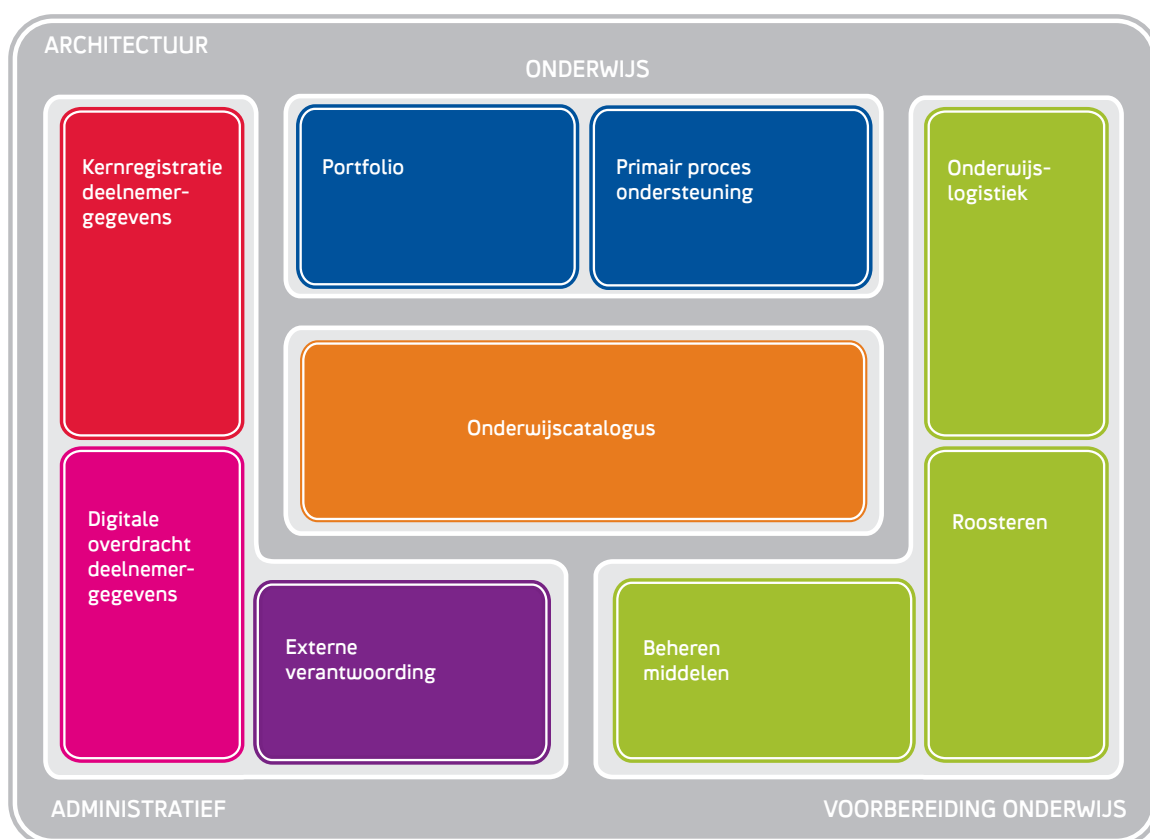 ARCHITECTUUR
ONDERWIJS
Kernregistratie
deelnemer-
gegevens
Portfolio
Primair proces
ondersteuning
Onderwijs-
logistiek
Onderwijscatalogus
Digitale
overdracht
deelnemer-
gegevens
Roosteren
Externe
verantwoording
Beheren
middelen
ADMINISTRATIEF
VOORBEREIDING ONDERWIJS